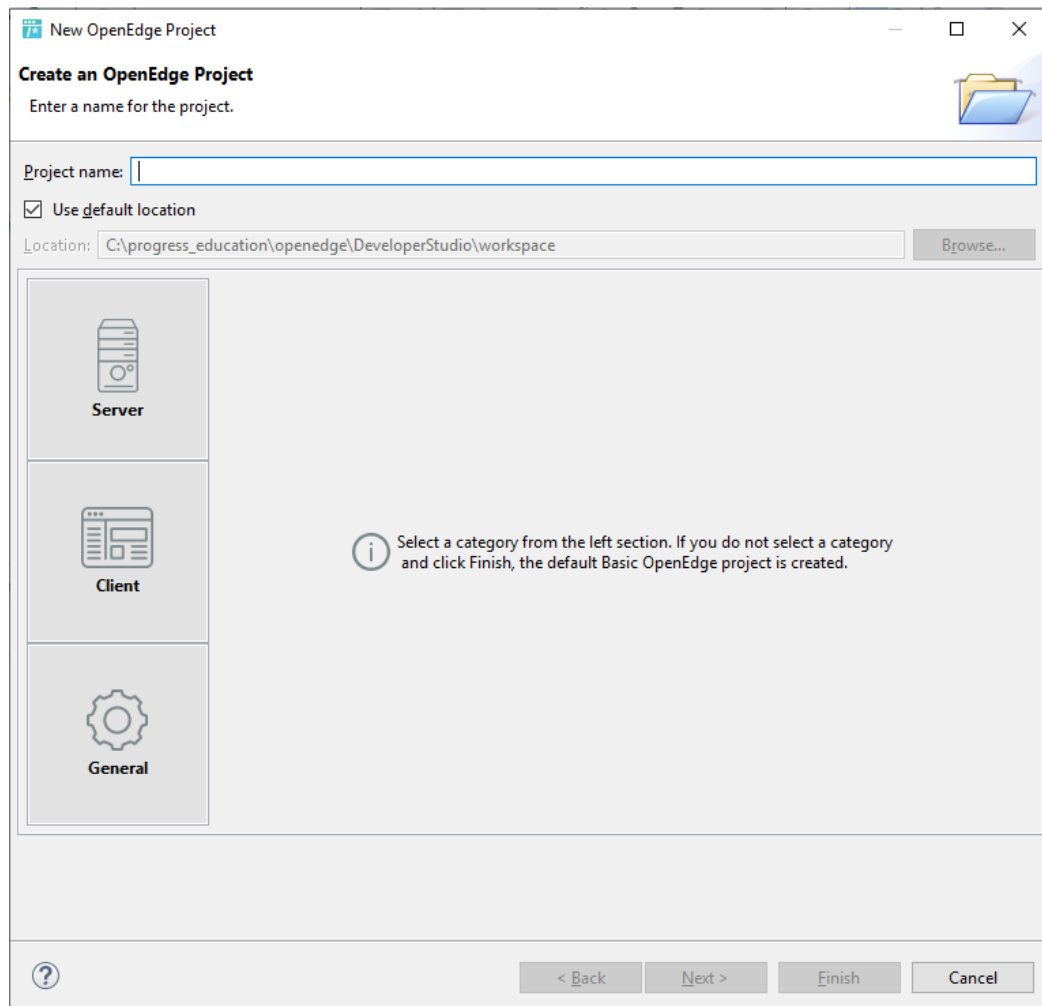 New OpenEdge Project
Create an OpenEdge Project
Enter a name for the project.
Project name:
Use default location
Location: C:\progress_education\openedge\DeveloperStudio\workspace Browse...
Server
Client
General
Select a category from the left section. If you do not select a category
and click Finish, the default Basic OpenEdge project is created.
< Back Next > Finish Cancel